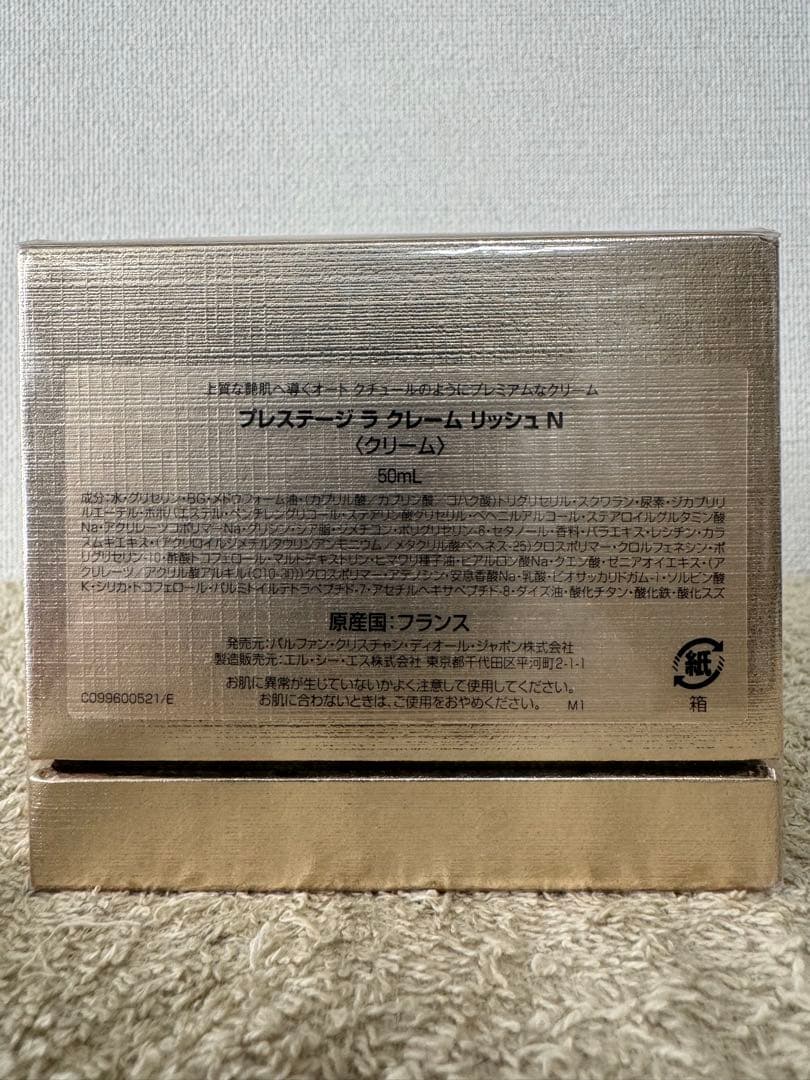 上質な艶肌へ導くオート クチュールのようにプレミアムなクリーム
プレステージ ラ クレーム リッシュ N
〈クリーム〉
50mL
成分:水・グリセリン・BG・メドウフォーム油・(カプリル酸/カプリン酸/コハク酸)トリグリセリル・スクワラン・尿素・ジカプリリ
ルエーテル・ホホバエステル・ペンチレングリコール・ステアリン酸グリセリル・ベヘニルアルコール・ステアロイルグルタミン酸
Na・アクリレーツコポリマーNa・グリシン・シア脂・ジメチコン・ポリグリセリン-6・セタノール・香料・バラエキス・レシチン・カラ
スムギエキス・(アクリロイルジメチルタウリンアンモニウム/メタクリル酸ベヘネス-25)クロスポリマー・クロルフェネシン・ポ
リグリセリン-10・酢酸トコフェロール・マルトデキストリン・ヒマワリ種子油・ヒアルロン酸Na・クエン酸・ゼニアオイエキス・(ア
クリレーツ/アクリル酸アルキル(C10-30))クロスポリマー・アデノシン・安息香酸Na・乳酸・ビオサッカリドガム-1・ソルビン酸
K・シリカ・トコフェロール・パルミトイルテトラペプチド-7・アセチルヘキサペプチド-8・ダイズ油・酸化チタン・酸化鉄・酸化スズ
原産国:フランス
発売元:パルファン・クリスチャン・ディオール・ジャポン株式会社
製造販売元:エル・シー・エス株式会社 東京都千代田区平河町2-1-1
お肌に異常が生じていないかよく注意して使用してください。
お肌に合わないときは、ご使用をおやめください。 M1
C099600521/E
紙
箱